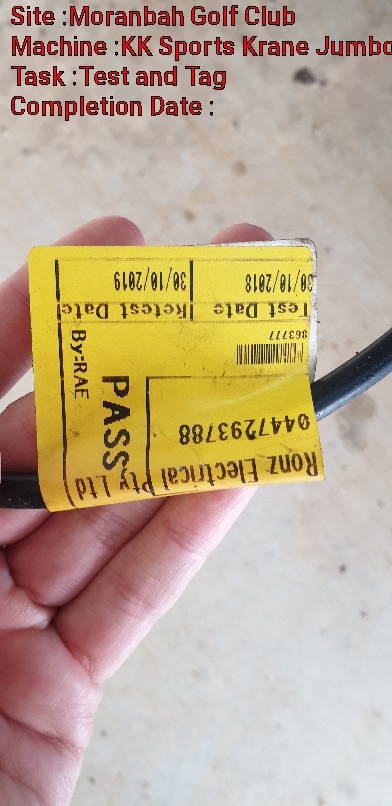 Site :Moranbah Golf Club
Machine :KK Sports Krane Jumbo
Task :Test and Tag
Completion Date :
Ronz Electrical Pty Ltd
0447293788
PASS
By:RAE
863777
Test Date
Retest Date
30/10/2018
30/10/2019